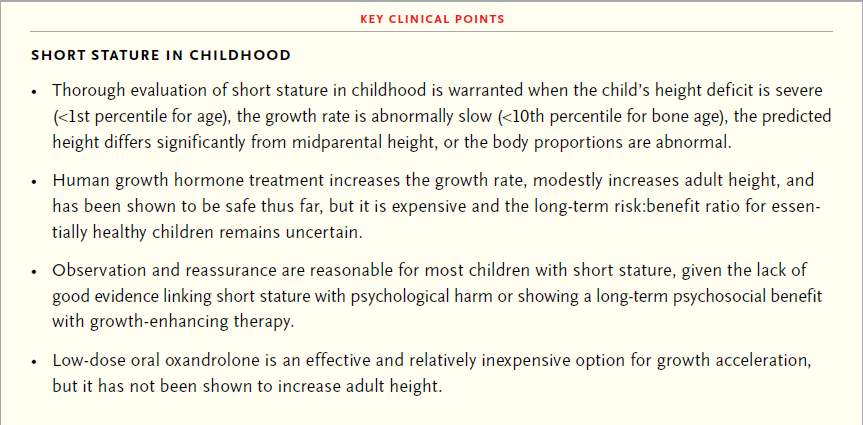 KEY CLINICAL POINTS
SHORT STATURE IN CHILDHOOD
• Thorough evaluation of short stature in childhood is warranted when the child's height deficit is severe
(<1st percentile for age), the growth rate is abnormally slow (<10th percentile for bone age), the predicted
height differs significantly from midparental height, or the body proportions are abnormal.
• Human growth hormone treatment increases the growth rate, modestly increases adult height, and
has been shown to be safe thus far, but it is expensive and the long-term risk:benefit ratio for essen-
tially healthy children remains uncertain.
• Observation and reassurance are reasonable for most children with short stature, given the lack of
good evidence linking short stature with psychological harm or showing a long-term psychosocial benefit
with growth-enhancing therapy.
• Low-dose oral oxandrolone is an effective and relatively inexpensive option for growth acceleration,
but it has not been shown to increase adult height.